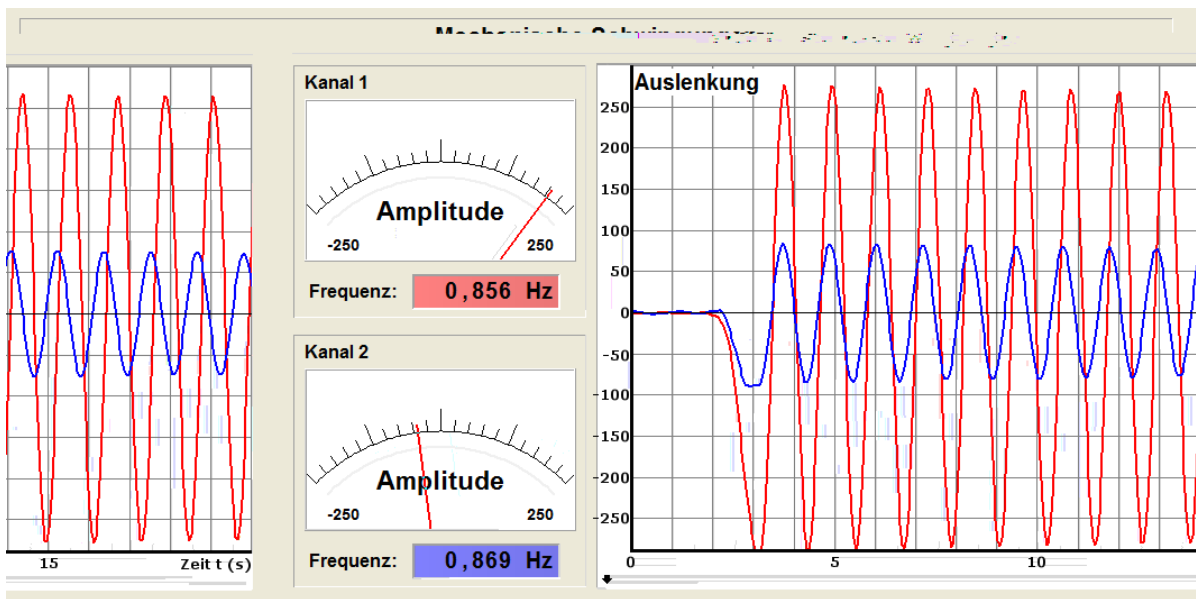 Kanal 1
Amplitude
-250 250
Frequenz: 0,856 Hz
Kanal 2
Amplitude
-250 250
Frequenz: 0,869 Hz
15 Zeit t (s)
Auslenkung
250
200
150
100
50
0
-50
-100
-150
-200
-250
0 5 10